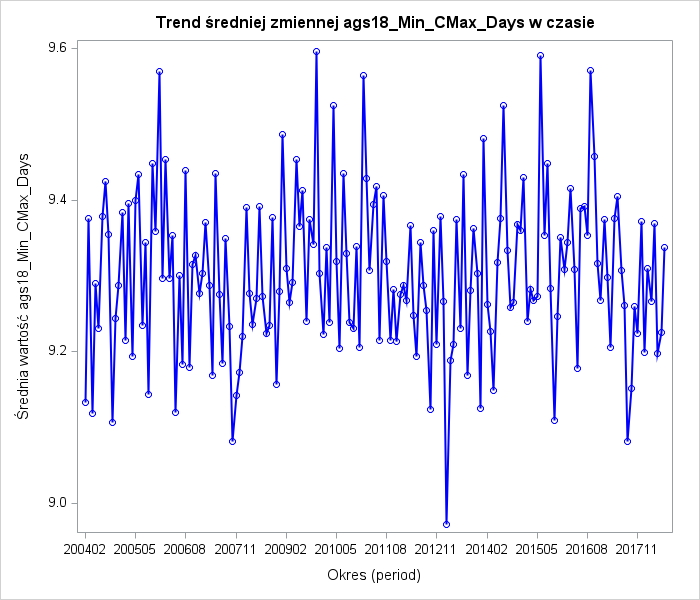 Trend średniej zmiennej ags18_Min_CMax_Days w czasie
Średnia wartość ags18_Min_CMax_Days
9.6
9.4
9.2
9.0
200402 200505 200608 200711 200902 201005 201108 201211 201402 201505 201608 201711
Okres (period)